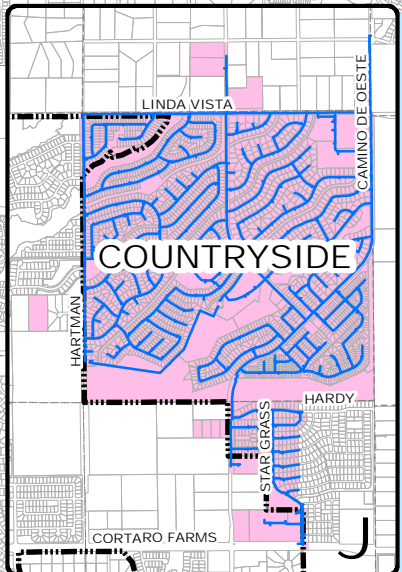 LINDA VISTA
CAMINO DE OESTE
COUNTRYSIDE
HARTMAN
HARDY
STAR GRASS
CORTARO FARMS
J